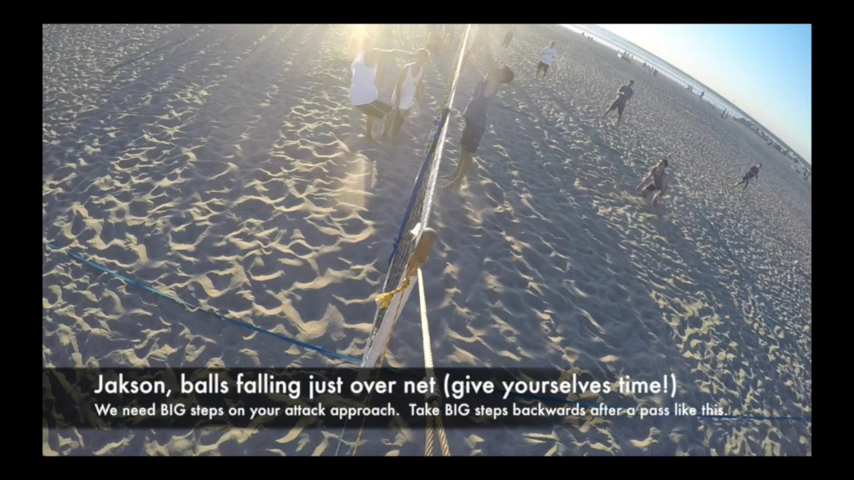 Jakson, balls falling just over net (give yourselves time!)
We need BIG steps on your attack approach.  Take BIG steps backwards after a pass like this.